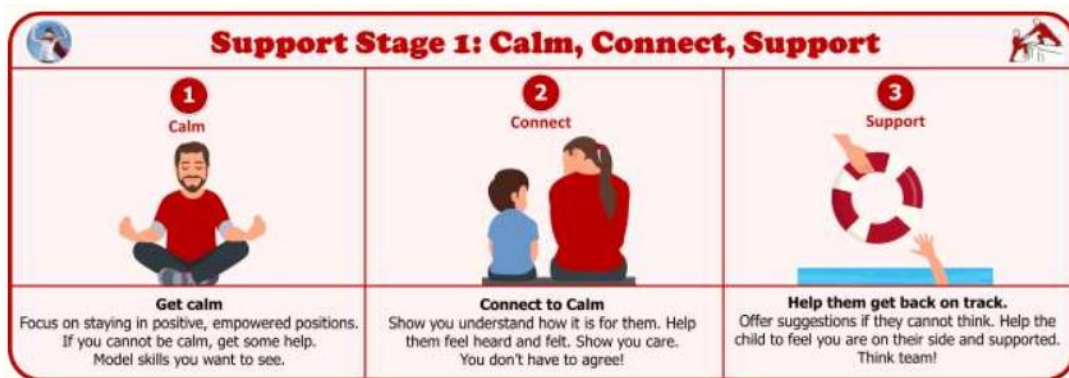 Support Stage 1: Calm, Connect, Support
1
Calm
Get calm
Focus on staying in positive, empowered positions.
If you cannot be calm, get some help.
Model skills you want to see.
2
Connect
Connect to Calm
Show you understand how it is for them. Help
them feel heard and felt. Show you care.
You don't have to agree!
3
Support
Help them get back on track.
Offer suggestions if they cannot think. Help the
child to feel you are on their side and supported.
Think team!